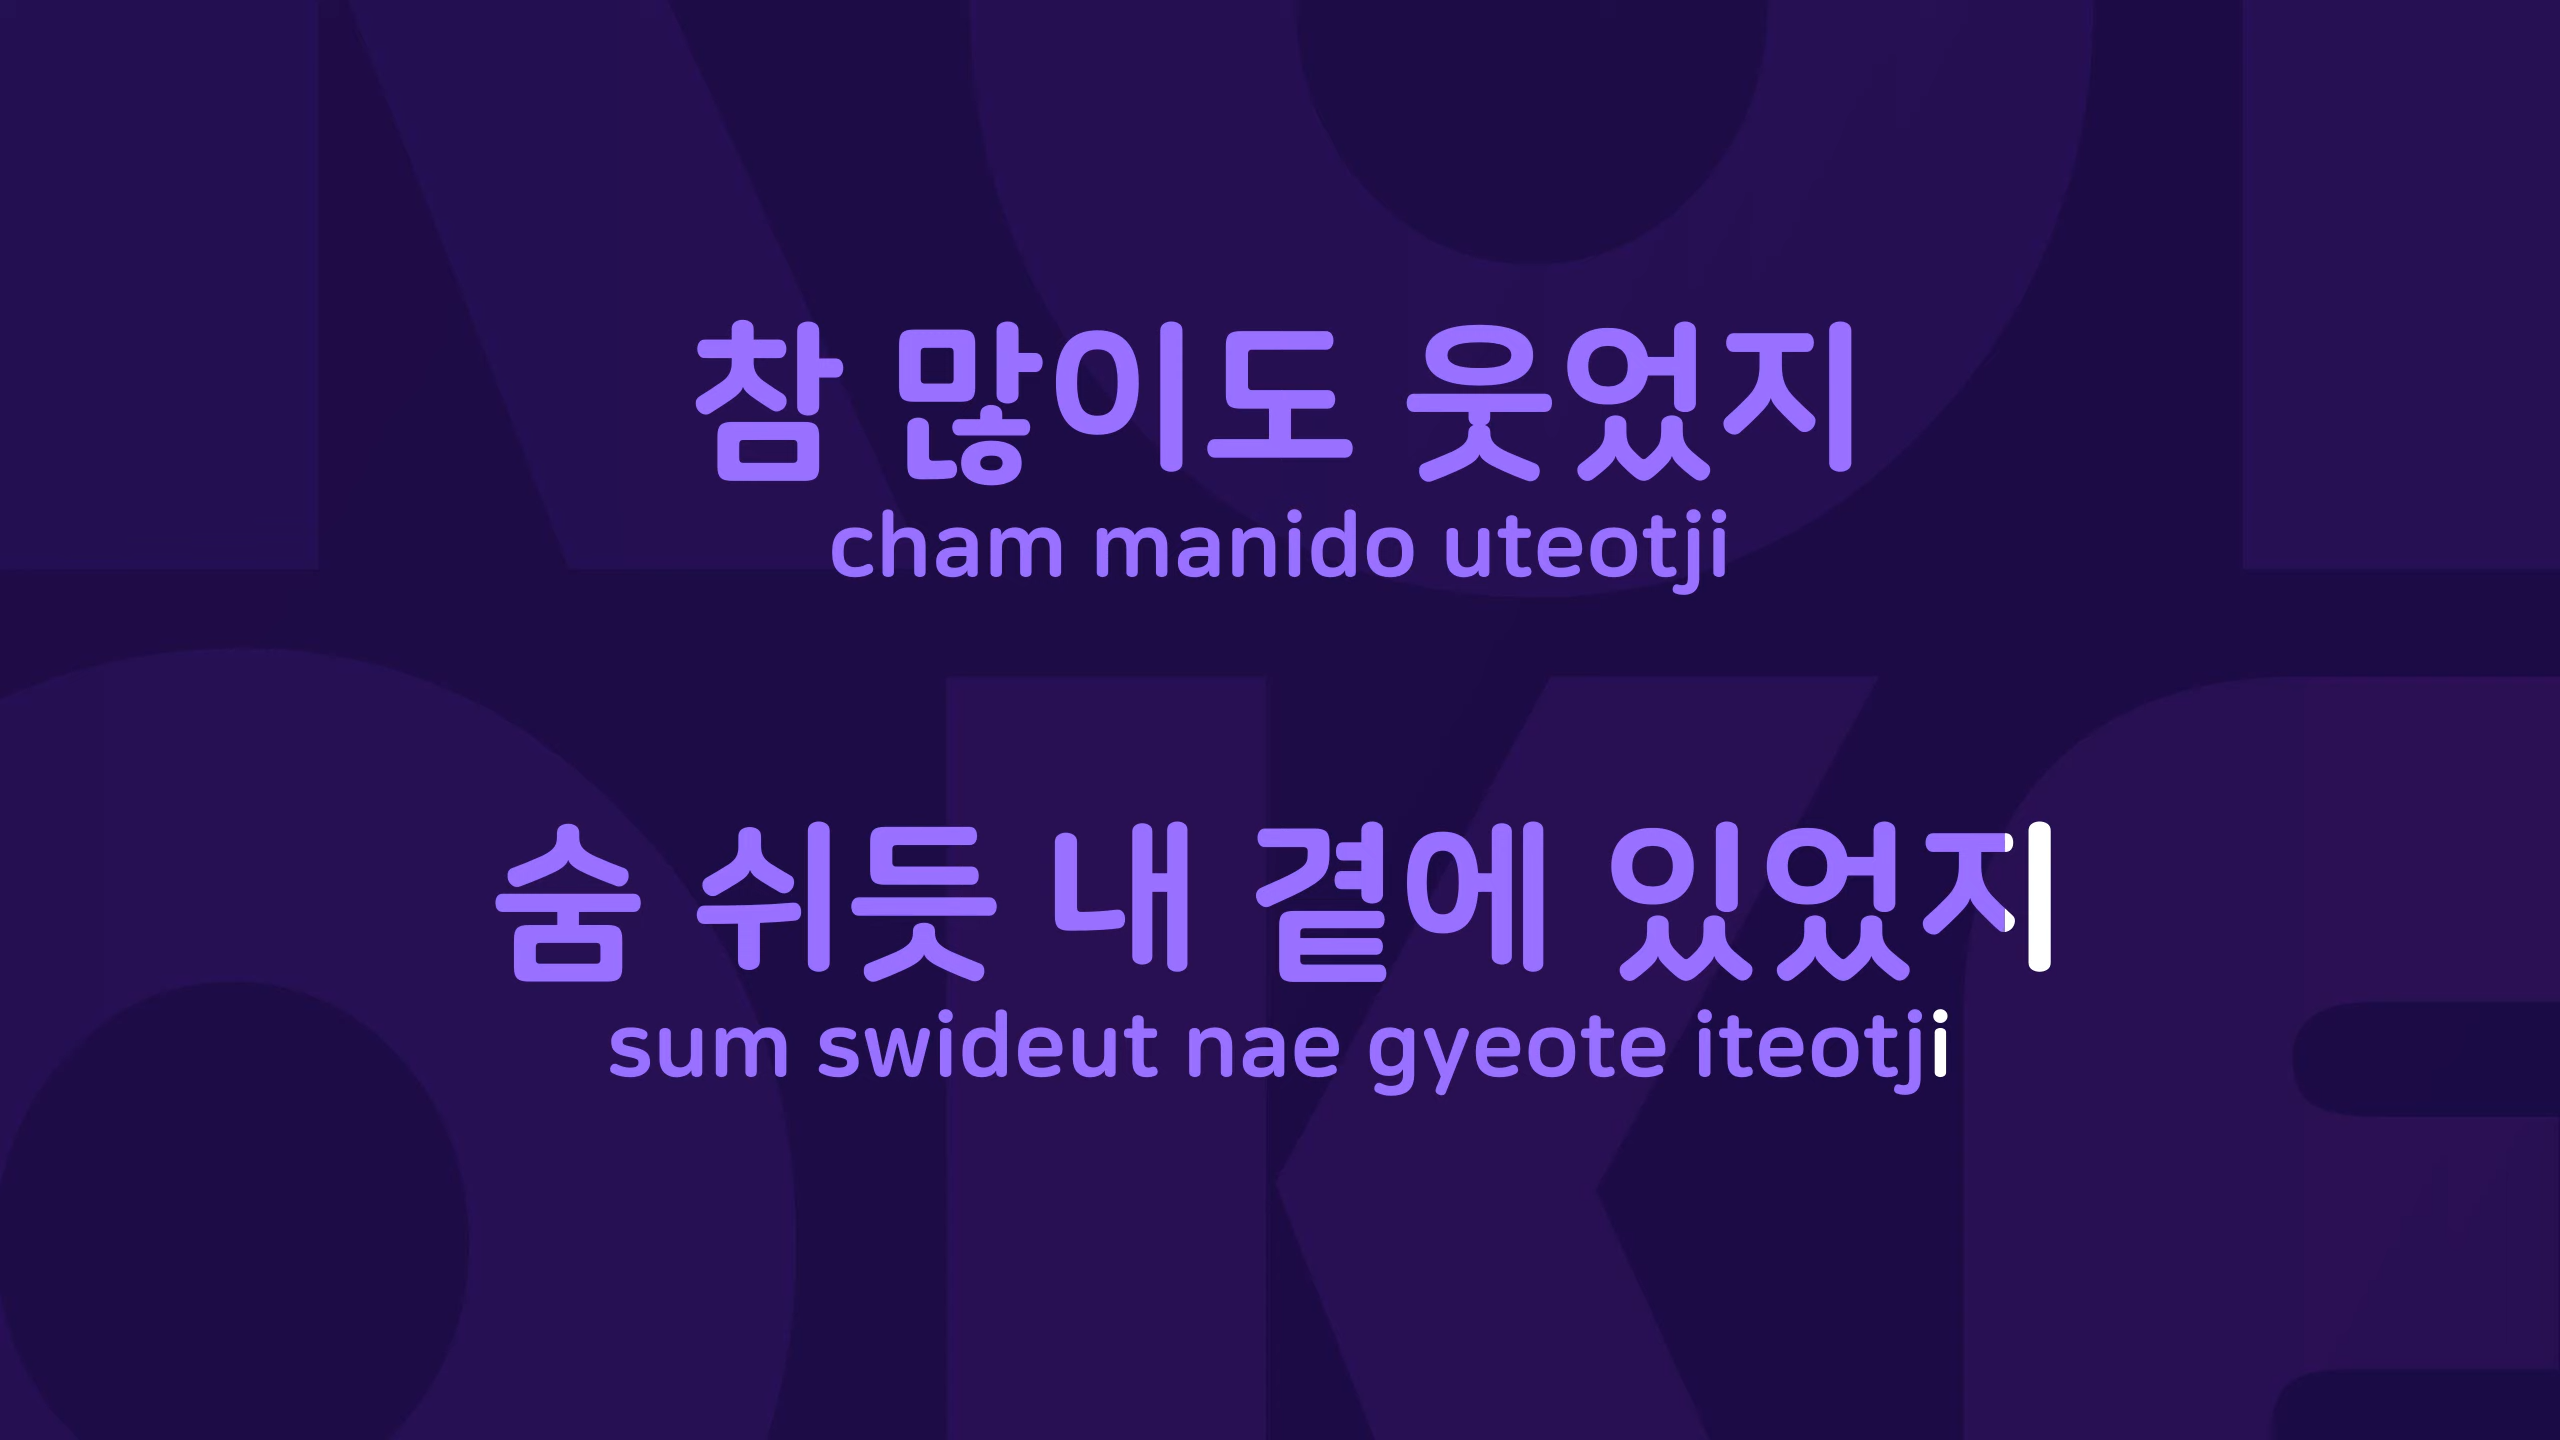 참 많이도 웃었지
cham manido uteotji
숨 쉬듯 내 곁에 있었지
sum swideut nae gyeote iteotji